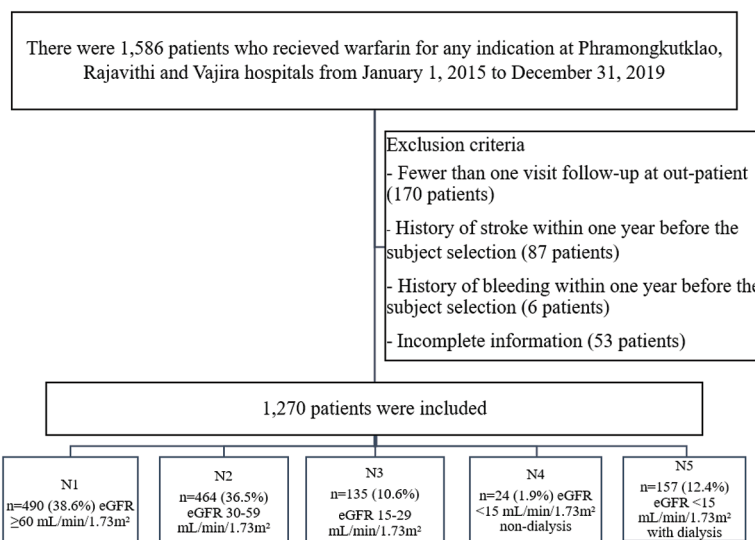 There were 1,586 patients who recieved warfarin for any indication at Phramongkutklao,
Rajavithi and Vajira hospitals from January 1, 2015 to December 31, 2019
Exclusion criteria
- Fewer than one visit follow-up at out-patient
(170 patients)
- History of stroke within one year before the
subject selection (87 patients)
- History of bleeding within one year before the
subject selection (6 patients)
- Incomplete information (53 patients)
1,270 patients were included
N1
n=490 (38.6%) eGFR
≥60 mL/min/1.73m²
N2
n=464 (36.5%)
eGFR 30-59
mL/min/1.73m²
N3
n=135 (10.6%)
eGFR 15-29
mL/min/1.73m²
N4
n=24 (1.9%) eGFR
<15 mL/min/1.73m²
non-dialysis
N5
n=157 (12.4%)
eGFR <15
mL/min/1.73m²
with dialysis